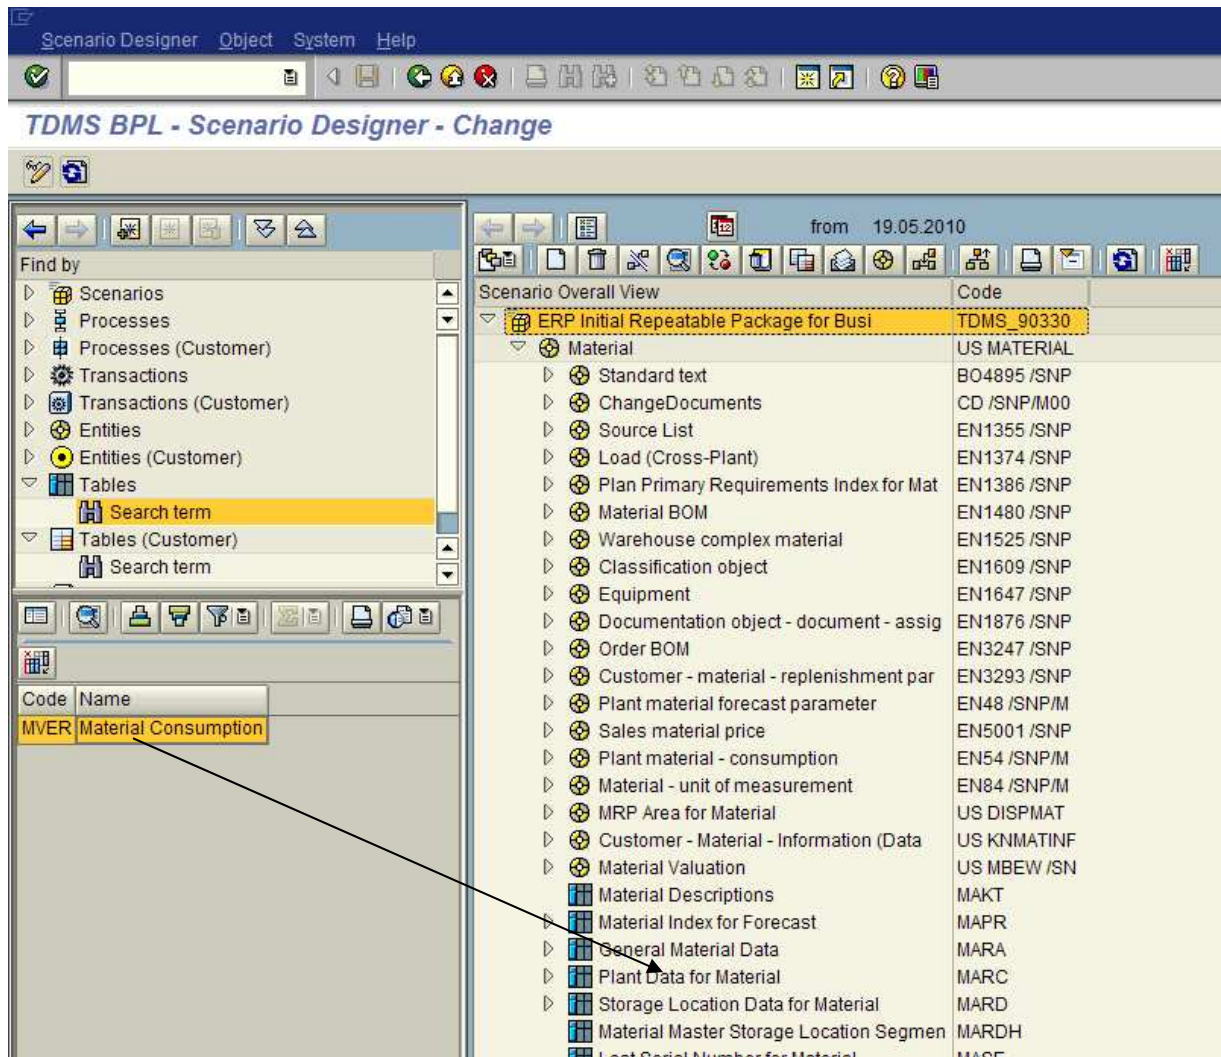 Scenario Designer Object System Help
TDMS BPL - Scenario Designer - Change
Find by
Scenarios
Processes
Processes (Customer)
Transactions
Transactions (Customer)
Entities
Entities (Customer)
Tables
Search term
Tables (Customer)
Search term
Code Name
MVER Material Consumption
from 19.05.2010
Scenario Overall View Code
ERP Initial Repeatable Package for Busi TDMS_90330
Material US MATERIAL
Standard text BO4895 /SNP
ChangeDocuments CD /SNP/M00
Source List EN1355 /SNP
Load (Cross-Plant) EN1374 /SNP
Plan Primary Requirements Index for Mat EN1386 /SNP
Material BOM EN1480 /SNP
Warehouse complex material EN1525 /SNP
Classification object EN1609 /SNP
Equipment EN1647 /SNP
Documentation object - document - assig EN1876 /SNP
Order BOM EN3247 /SNP
Customer - material - replenishment par EN3293 /SNP
Plant material forecast parameter EN48 /SNP/M
Sales material price EN5001 /SNP
Plant material - consumption EN54 /SNP/M
Material - unit of measurement EN84 /SNP/M
MRP Area for Material US DISPMAT
Customer - Material - Information (Data US KNMATINF
Material Valuation US MBEW /SN
Material Descriptions MAKT
Material Index for Forecast MAPR
General Material Data MARA
Plant Data for Material MARC
Storage Location Data for Material MARD
Material Master Storage Location Segmen MARDH